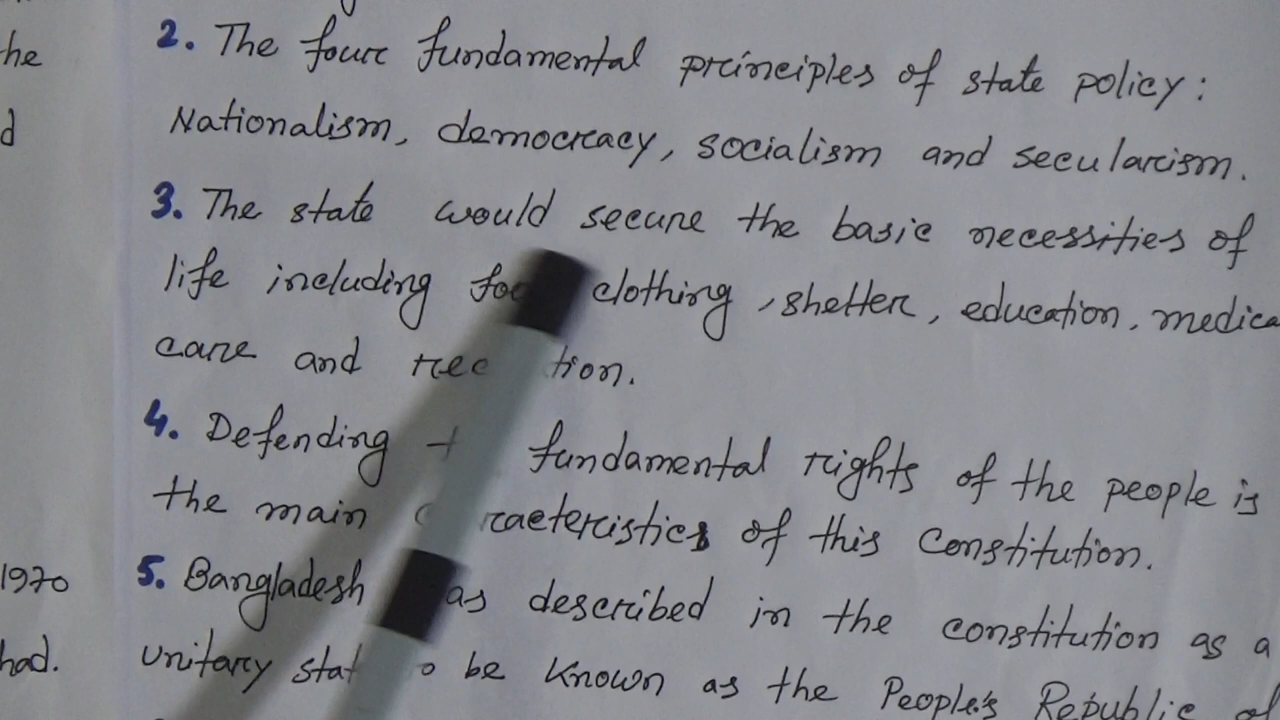 he
d
1970
had.
2. The four fundamental principles of state policy:
Nationalism, democracy, socialism and secularism.
3. The state would secure the basic necessities of
life including clothing, shelter, education, medica
care and
4. Defending fundamental rights of the people is
the main of this Constitution.
5. Bangladesh described in the constitution as a
unitary be known as the People's Republic of